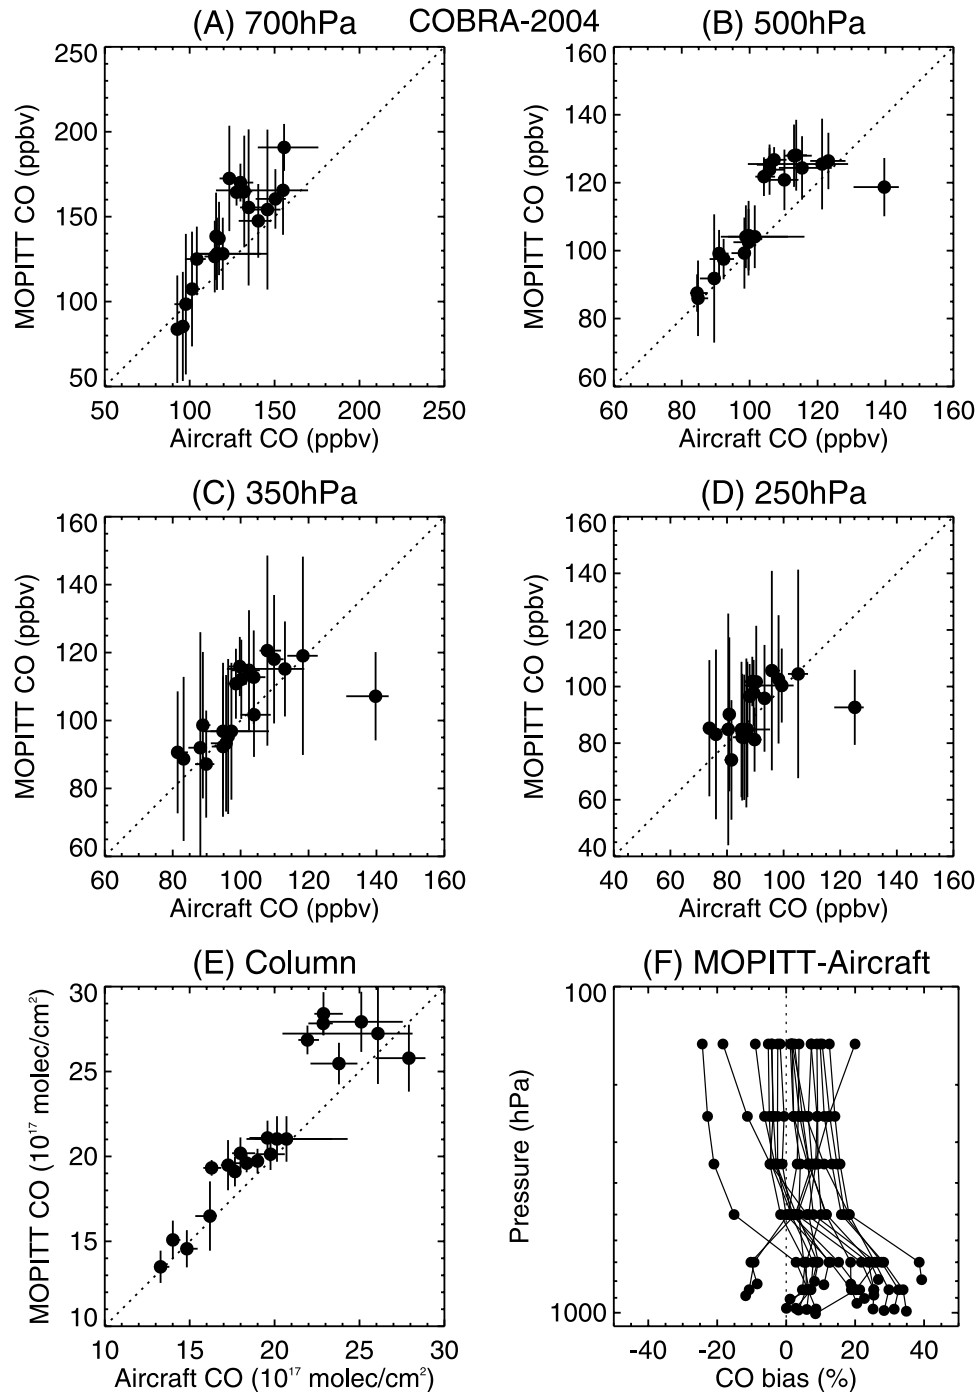 (A) 700hPa COBRA-2004 (B) 500hPa
250
200
150
100
50
MOPITT CO (ppbv)
50 100 150 200 250
Aircraft CO (ppbv)
160
140
120
100
80
60
MOPITT CO (ppbv)
60 80 100 120 140 160
Aircraft CO (ppbv)
(C) 350hPa
160
140
120
100
80
60
MOPITT CO (ppbv)
60 80 100 120 140 160
Aircraft CO (ppbv)
(D) 250hPa
160
140
120
100
80
60
40
MOPITT CO (ppbv)
40 60 80 100 120 140 160
Aircraft CO (ppbv)
(E) Column
30
25
20
15
10
MOPITT CO (10¹⁷ molec/cm²)
10 15 20 25 30
Aircraft CO (10¹⁷ molec/cm²)
(F) MOPITT-Aircraft
100
1000
Pressure (hPa)
-40 -20 0 20 40
CO bias (%)